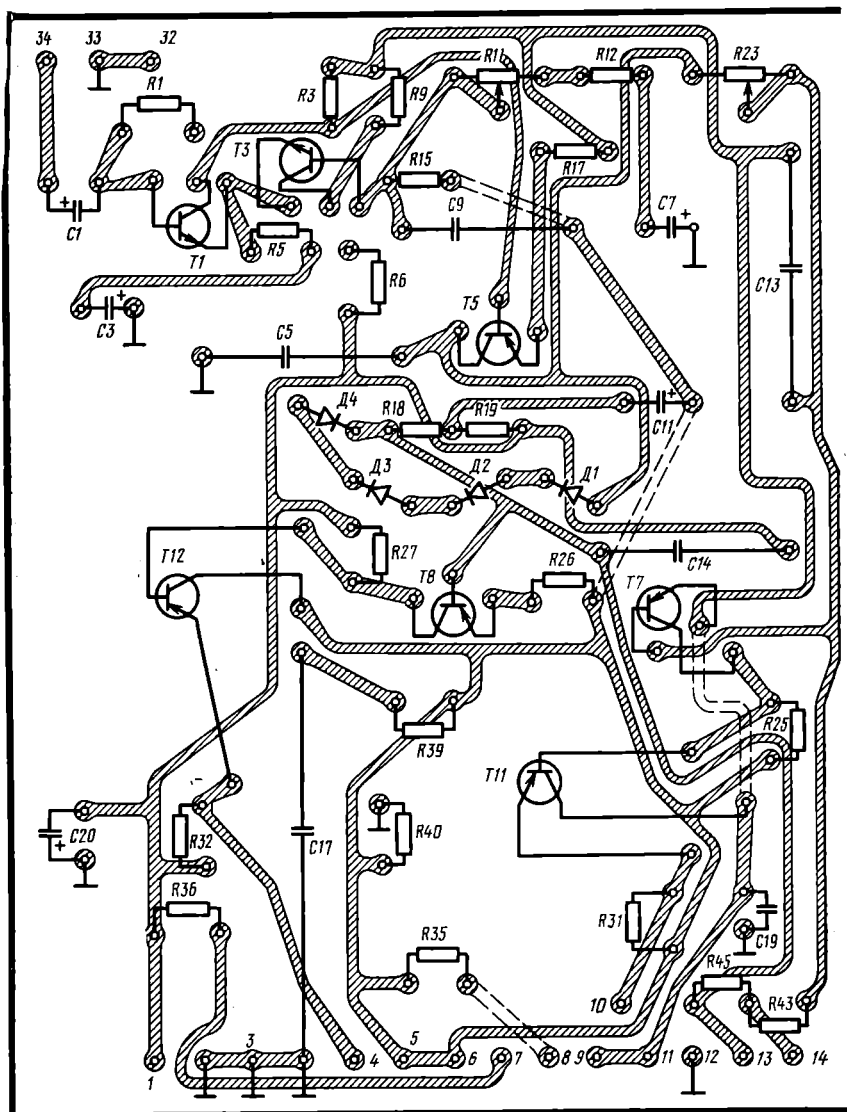 34
33
32
R1
R3
R9
R11
R12
R23
T3
R15
R17
C9
C7
+
C1
+
T1
R5
R6
C13
T5
C3
+
C5
Д4
R18
R19
C11
+
Д3
Д2
Д1
T12
R27
T8
R26
C14
T7
R39
R25
T11
C20
+
R32
C17
R40
R36
R31
C19
R35
R45
R43
10
1
3
4
5
6
7
8
9
11
12
13
14